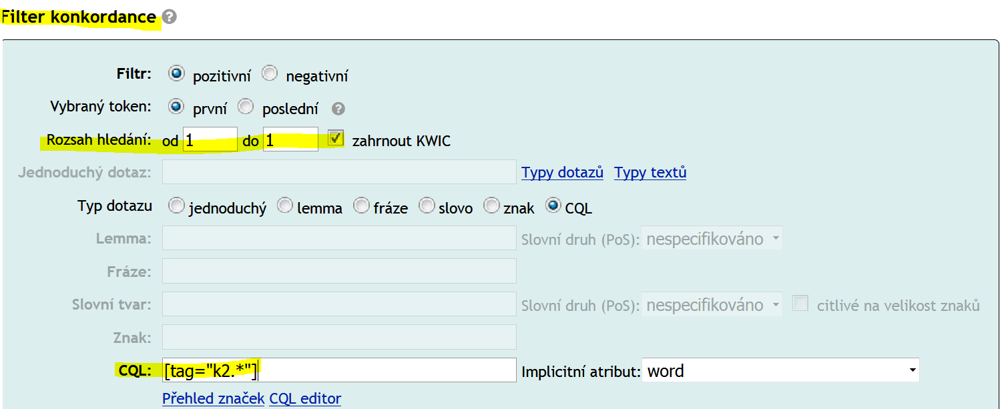 Filter konkordance ?
Filtr: pozitivní negativní
Vybraný token: první poslední ?
Rozsah hledání: od 1 do 1 zahrnout KWIC
Jednoduchý dotaz: Typy dotazů Typy textů
Typ dotazu jednoduchý lemma fráze slovo znak CQL
Lemma: Slovní druh (PoS): nespecifikováno
Fráze:
Slovní tvar: Slovní druh (PoS): nespecifikováno citlivé na velikost znaků
Znak:
CQL: [tag="k2.*"] Implicitní atribut: word
Přehled značek CQL editor